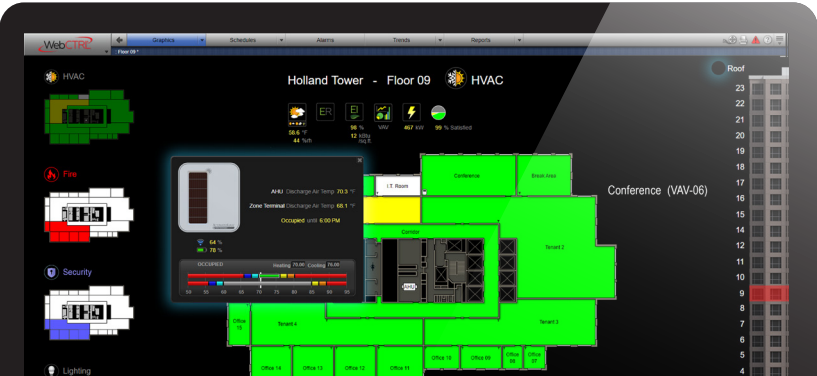 WebCTRL
Graphics
Schedules
Alarms
Trends
Reports
Floor 09
HVAC
Fire
Security
Lighting
Holland Tower - Floor 09 HVAC
ER
EI
58.6 °F
44 %rh
98 %
12 kBtu /sq ft
VAV
467 kW
99 % Satisfied
AHU Discharge Air Temp 70.3 °F
Zone Terminal Discharge Air Temp 68.1 °F
Occupied until 6:00 PM
64 %
78 %
OCCUPIED Heating 70.00 Cooling 76.00
50 55 60 65 70 75 80 85 90 95
I.T. Room
Conference
Break Area
Corridor
AHU
Tenant 2
Office 15
Tenant 4
Tenant 3
Office 14
Office 13
Office 12
Office 11
Office 10
Office 09
Office 08
Office 07
Conference (VAV-06)
Roof
23
22
21
20
19
18
17
16
15
14
12
11
10
9
8
7
6
5
4